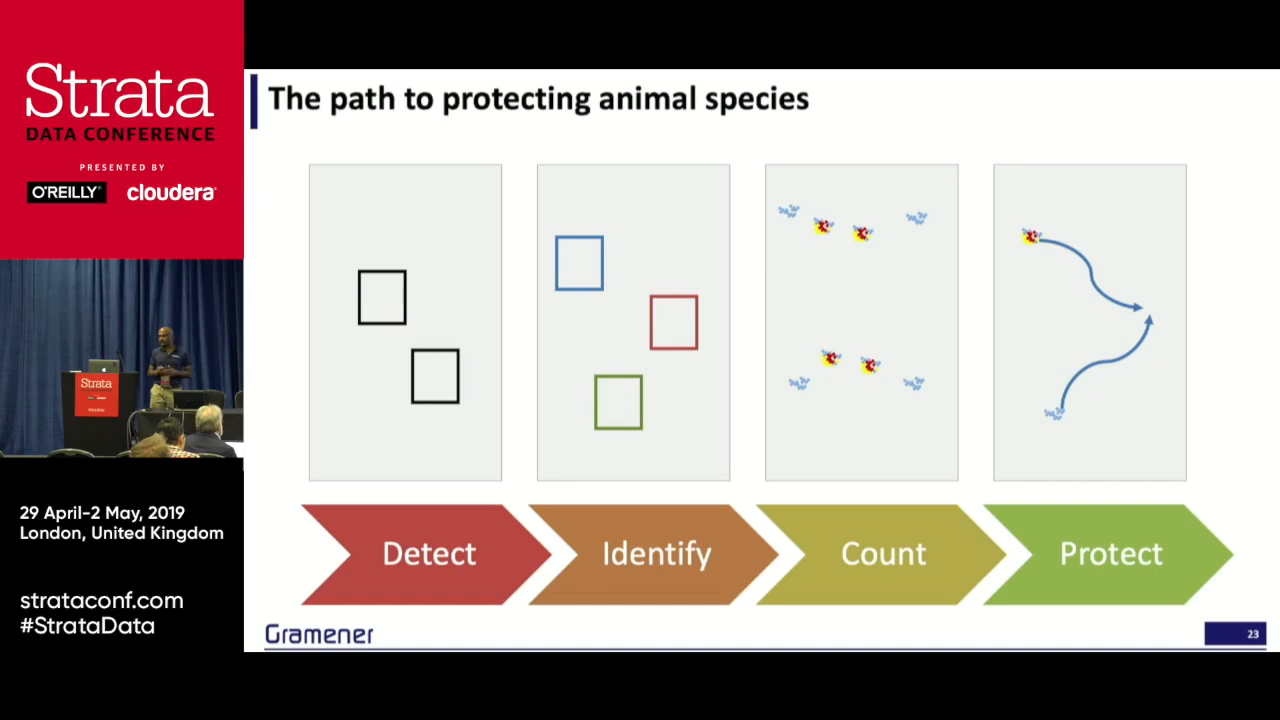 Strata
DATA CONFERENCE
PRESENTED BY
O'REILLY
cloudera
Strata
29 April-2 May, 2019
London, United Kingdom
strataconf.com
#StrataData
The path to protecting animal species
Detect
Identify
Count
Protect
Gramener
23